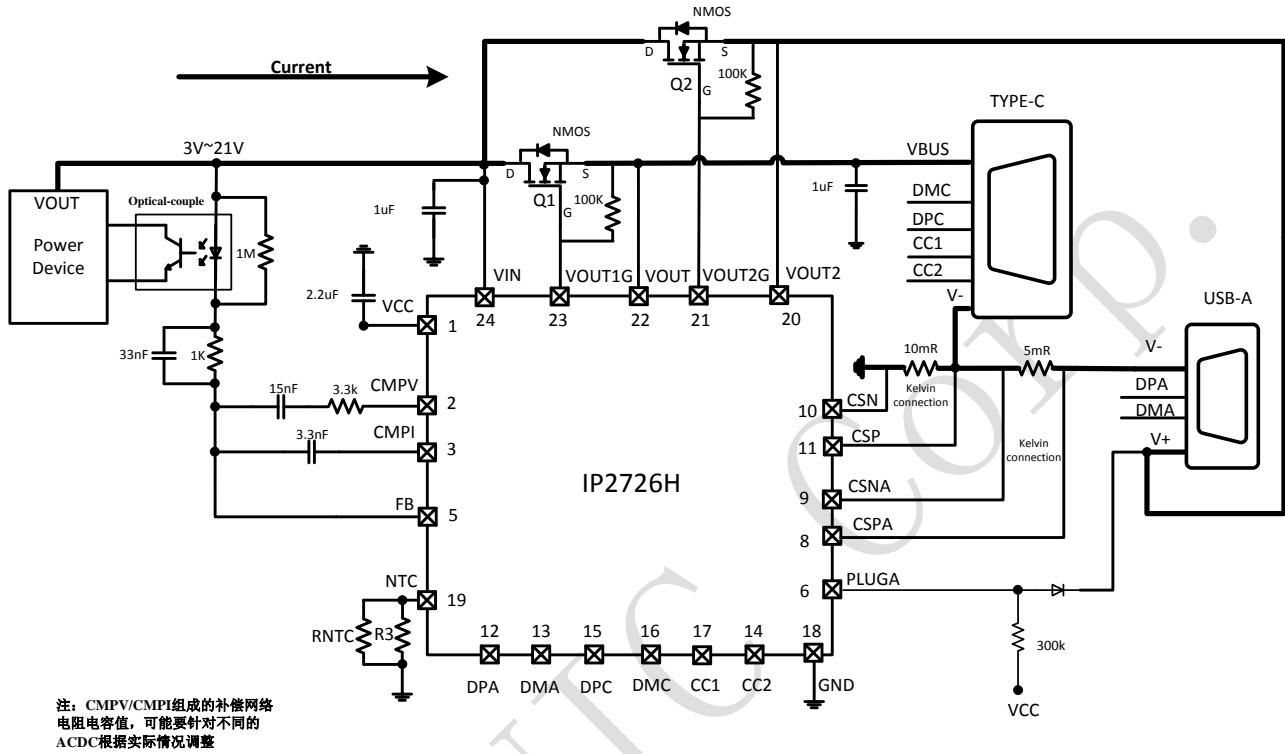 NMOS
D
S
Q2
G
100K
Current
TYPE-C
3V~21V
NMOS
D
S
Q1
G
100K
VBUS
1uF
DMC
DPC
CC1
CC2
V-
VOUT
Power
Device
Optical-couple
1M
1uF
2.2uF
VCC
1
VIN
24
VOUT1G
23
VOUT
22
VOUT2G
21
VOUT2
20
USB-A
V-
DPA
DMA
V+
33nF
1K
15nF
3.3k
CMPV
2
3.3nF
CMPI
3
FB
5
10mR
5mR
Kelvin
connection
Kelvin
connection
10
CSN
11
CSP
9
CSNA
8
CSPA
6
PLUGA
IP2726H
300k
VCC
NTC
19
RNTC
R3
12
13
15
16
17
14
18
DPA
DMA
DPC
DMC
CC1
CC2
GND
注：CMPV/CMPI组成的补偿网络
电阻电容值，可能要针对不同的
ACDC根据实际情况调整
Corp.